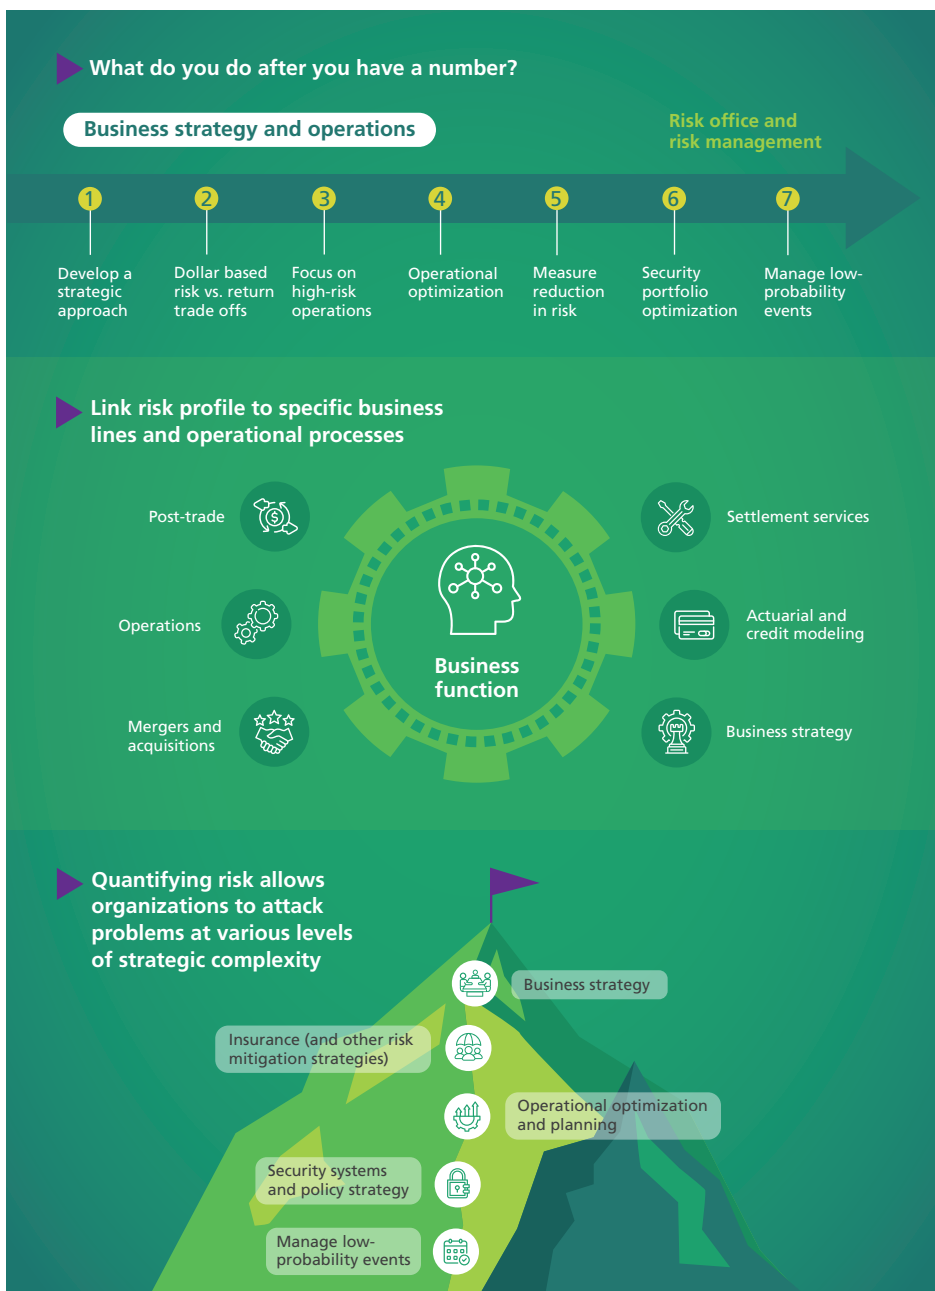 What do you do after you have a number?
Business strategy and operations
Risk office and
risk management
1
2
3
4
5
6
7
Develop a
strategic
approach
Dollar based
risk vs. return
trade offs
Focus on
high-risk
operations
Operational
optimization
Measure
reduction
in risk
Security
portfolio
optimization
Manage low-
probability
events
Link risk profile to specific business
lines and operational processes
Post-trade
Operations
Mergers and
acquisitions
$
Business
function
Settlement services
Actuarial and
credit modeling
Business strategy
Quantifying risk allows
organizations to attack
problems at various levels
of strategic complexity
Business strategy
Insurance (and other risk
mitigation strategies)
Operational optimization
and planning
Security systems
and policy strategy
Manage low-
probability events